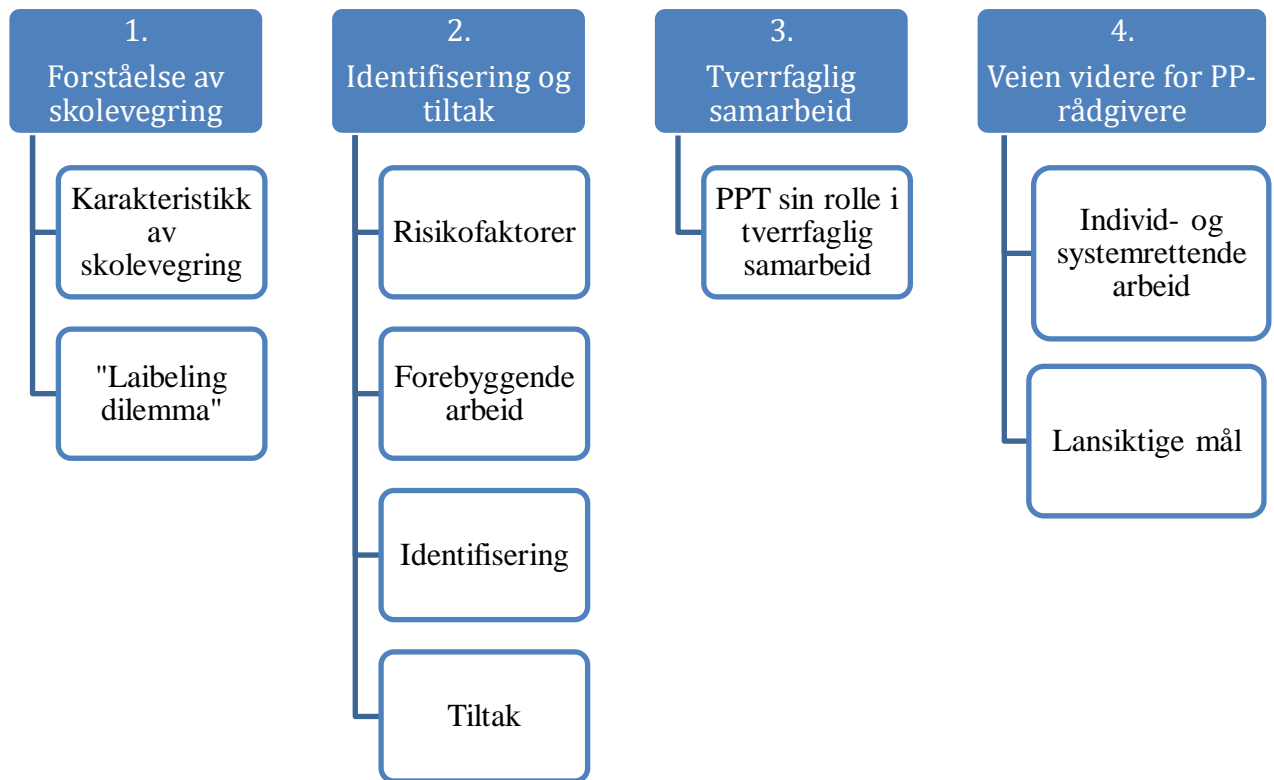 1.
Forståelse av
skolevegring
Karakteristikk
av
skolevegring
"Laibeling
dilemma"
2.
Identifisering og
tiltak
Risikofaktorer
Forebyggende
arbeid
Identifisering
Tiltak
3.
Tverrfaglig
samarbeid
PPT sin rolle i
tverrfaglig
samarbeid
4.
Veien videre for PP-
rådgivere
Individ- og
systemrettende
arbeid
Lansiktige mål